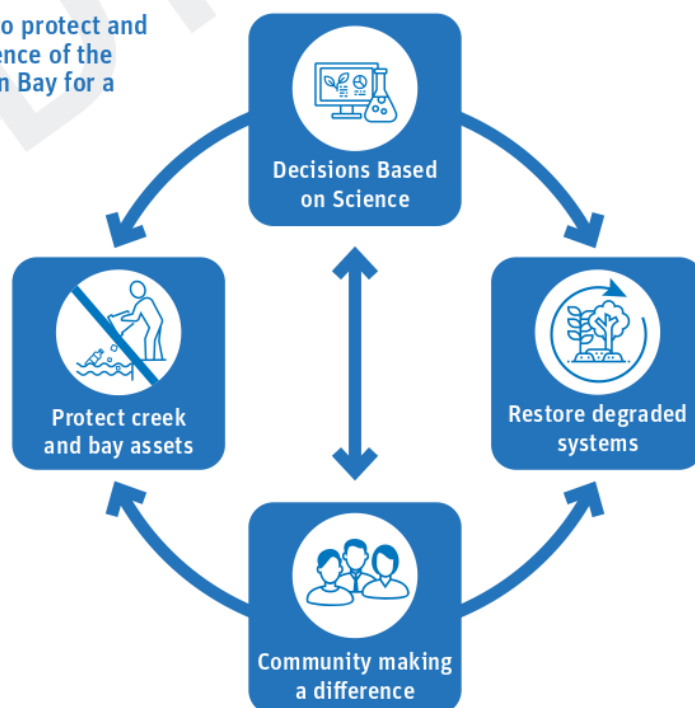 o protect and
ence of the
n Bay for a
Decisions Based
on Science
Protect creek
and bay assets
Restore degraded
systems
Community making
a difference